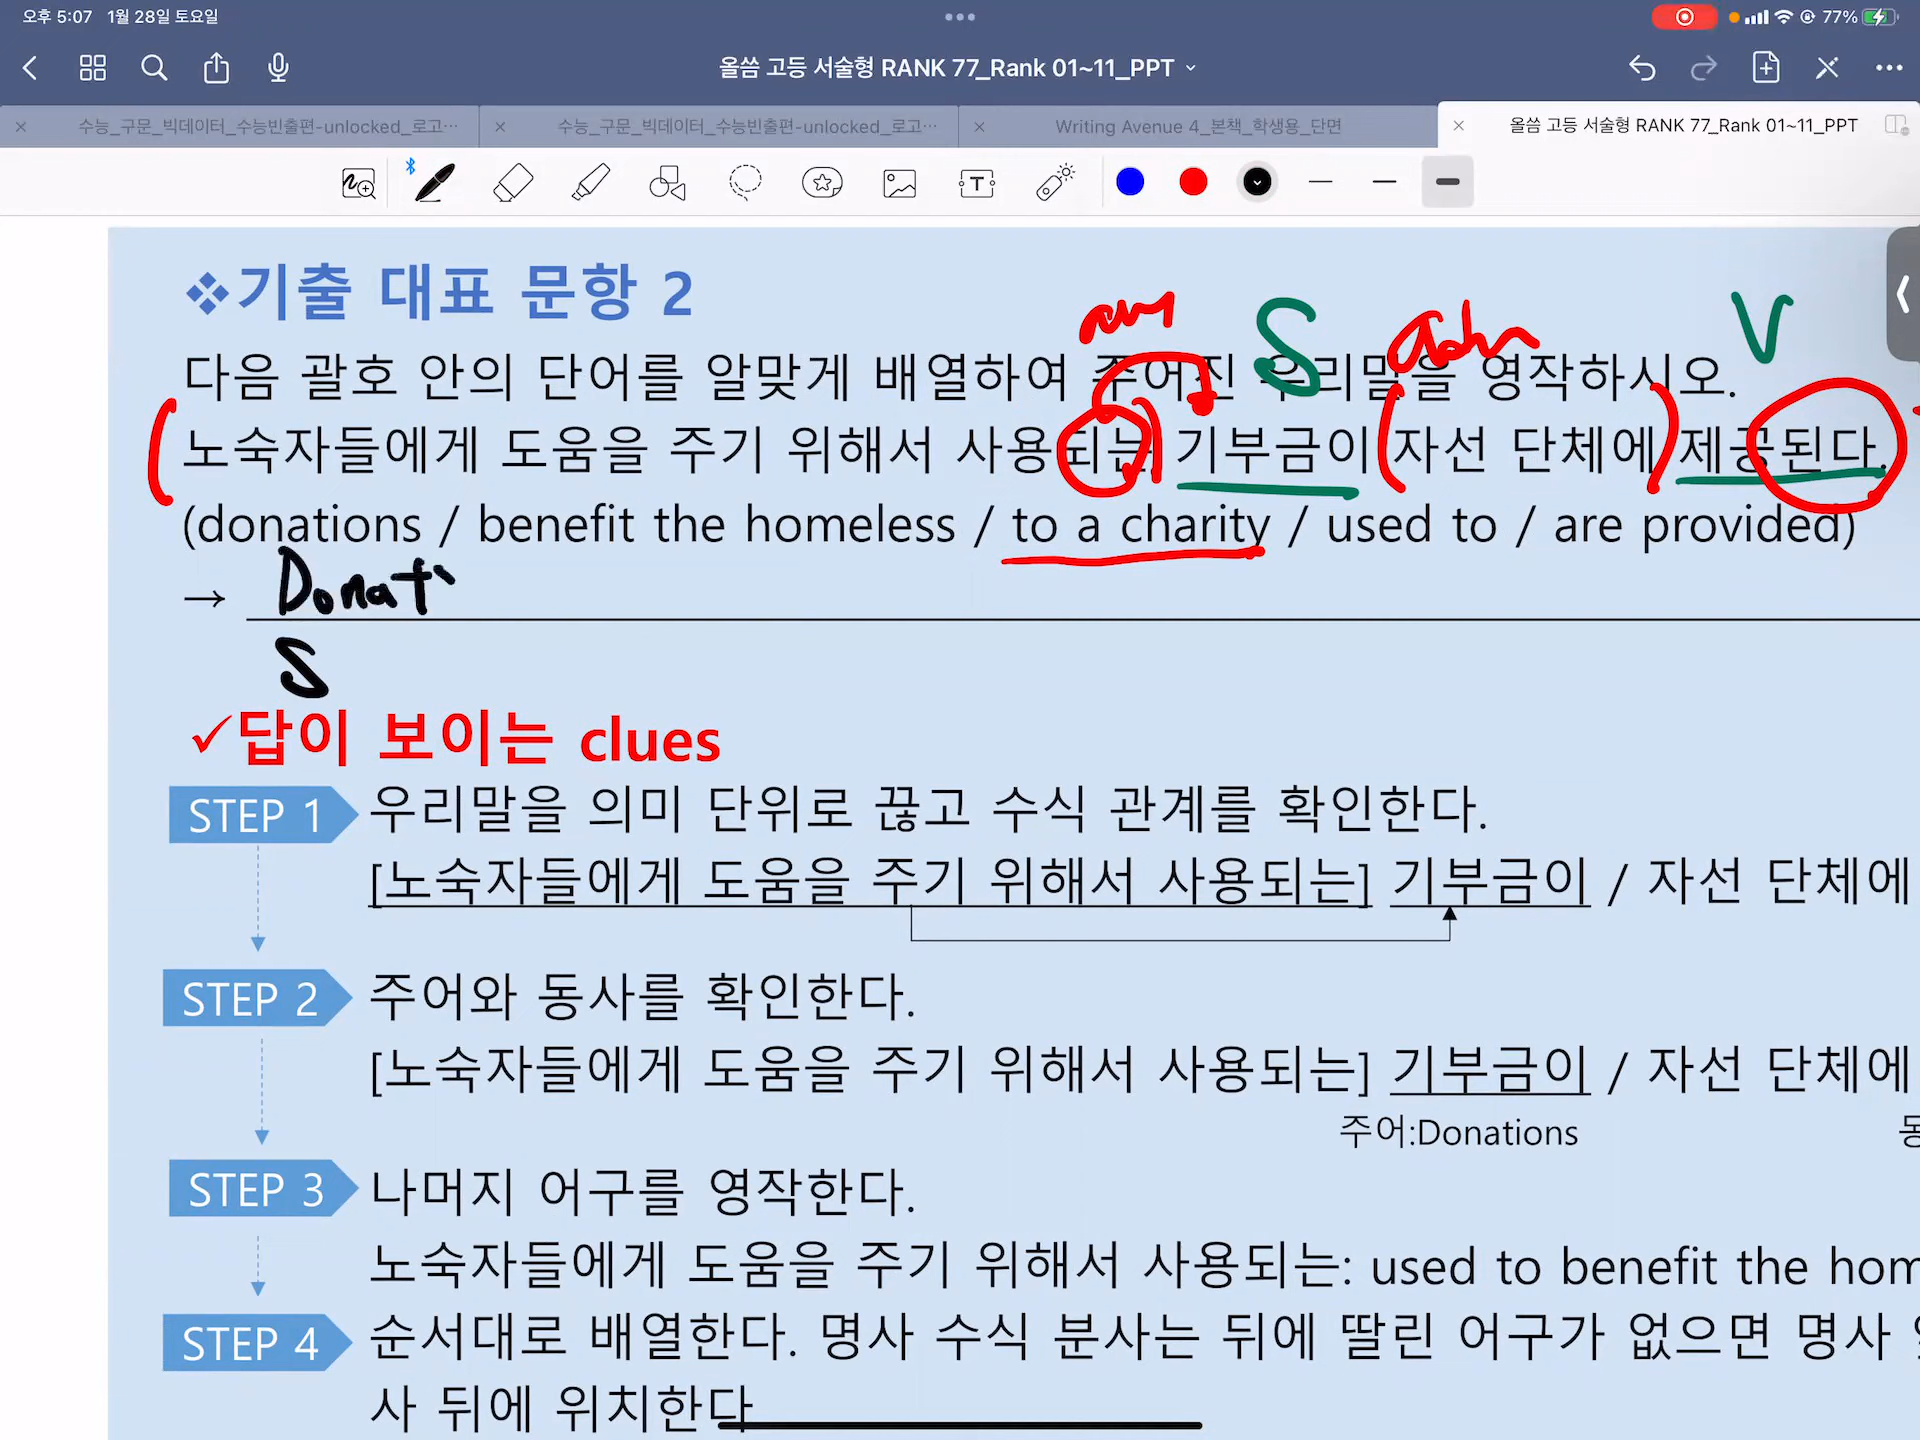 오후 5:07 1월 28일 토요일
77%
올씀 고등 서술형 RANK 77_Rank 01~11_PPT
수능_구문_빅데이터_수능빈출편-unlocked_로고…
수능_구문_빅데이터_수능빈출편-unlocked_로고…
Writing Avenue 4_본책_학생용_단면
올씀 고등 서술형 RANK 77_Rank 01~11_PPT
❖기출 대표 문항 2
S
V
다음 괄호 안의 단어를 알맞게 배열하여 주어진 우리말을 영작하시오.
(노숙자들에게 도움을 주기 위해서 사용되는) 기부금이 (자선 단체에) 제공된다.
(donations / benefit the homeless / to a charity / used to / are provided)
→ Donat
S
✓답이 보이는 clues
STEP 1 우리말을 의미 단위로 끊고 수식 관계를 확인한다.
[노숙자들에게 도움을 주기 위해서 사용되는] 기부금이 / 자선 단체에
STEP 2 주어와 동사를 확인한다.
[노숙자들에게 도움을 주기 위해서 사용되는] 기부금이 / 자선 단체에
주어:Donations 동
STEP 3 나머지 어구를 영작한다.
노숙자들에게 도움을 주기 위해서 사용되는: used to benefit the hom
STEP 4 순서대로 배열한다. 명사 수식 분사는 뒤에 딸린 어구가 없으면 명사
사 뒤에 위치한다